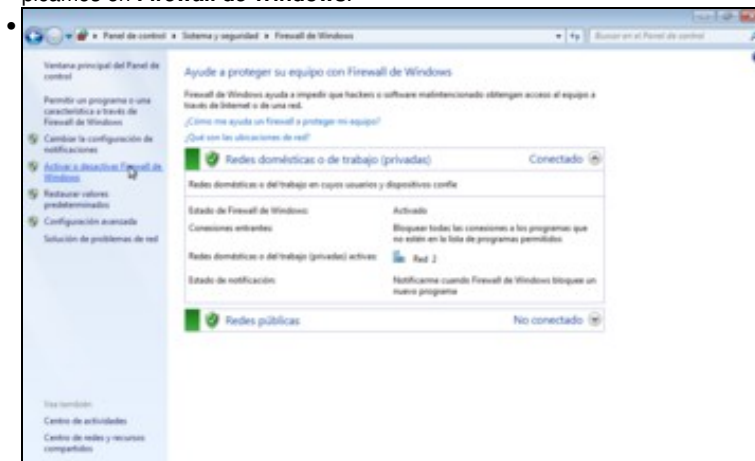 picamos en Firewall de Windows.
Panel de control ▸ Sistema y seguridad ▸ Firewall de Windows
Buscar en el Panel de control
Ventana principal del Panel de
control
Permitir un programa o una
característica a través de
Firewall de Windows
Cambiar la configuración de
notificaciones
Activar o desactivar Firewall de
Windows
Restaurar valores
predeterminados
Configuración avanzada
Solución de problemas de red
Vea también
Centro de actividades
Centro de redes y recursos
compartidos
Ayude a proteger su equipo con Firewall de Windows
Firewall de Windows ayuda a impedir que hackers o software malintencionado obtengan acceso al equipo a
través de Internet o de una red.
¿Cómo me ayuda un firewall a proteger mi equipo?
¿Qué son las ubicaciones de red?
Redes domésticas o de trabajo (privadas) Conectado
Redes domésticas o del trabajo en cuyos usuarios y dispositivos confíe
Estado de Firewall de Windows: Activado
Conexiones entrantes: Bloquear todas las conexiones a los programas que
no estén en la lista de programas permitidos
Redes domésticas o del trabajo (privadas) activas: Red 2
Estado de notificación: Notificarme cuando Firewall de Windows bloquee un
nuevo programa
Redes públicas No conectado